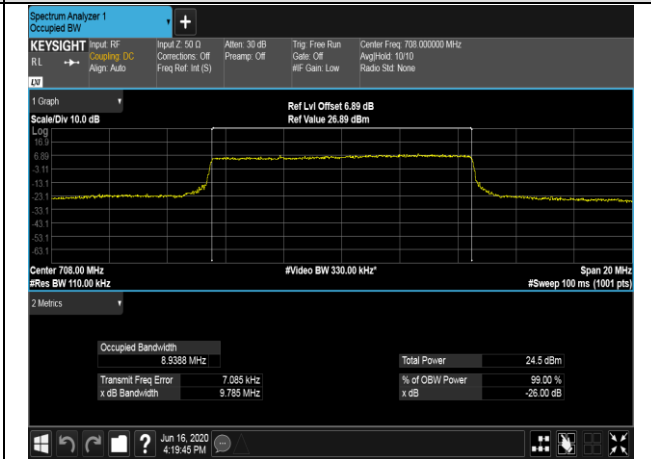 Spectrum Analyzer 1
Occupied BW
+
KEYSIGHT Input: RF Input Z: 50 Ω Atten: 30 dB Trig: Free Run Center Freq: 708.000000 MHz
RL Coupling: DC Corrections: Off Preamp: Off Gate: Off Avg|Hold: 10/10
Align: Auto Freq Ref: Int (S) #IF Gain: Low Radio Std: None
LXI
1 Graph
Ref Lvl Offset 6.89 dB
Scale/Div 10.0 dB Ref Value 26.89 dBm
Log
16.9
6.89
-3.11
-13.1
-23.1
-33.1
-43.1
-53.1
-63.1
Center 708.00 MHz #Video BW 330.00 kHz* Span 20 MHz
#Res BW 110.00 kHz #Sweep 100 ms (1001 pts)
2 Metrics
Occupied Bandwidth
8.9388 MHz Total Power 24.5 dBm
Transmit Freq Error 7.085 kHz % of OBW Power 99.00 %
x dB Bandwidth 9.785 MHz x dB -26.00 dB
? Jun 16, 2020
4:19:45 PM